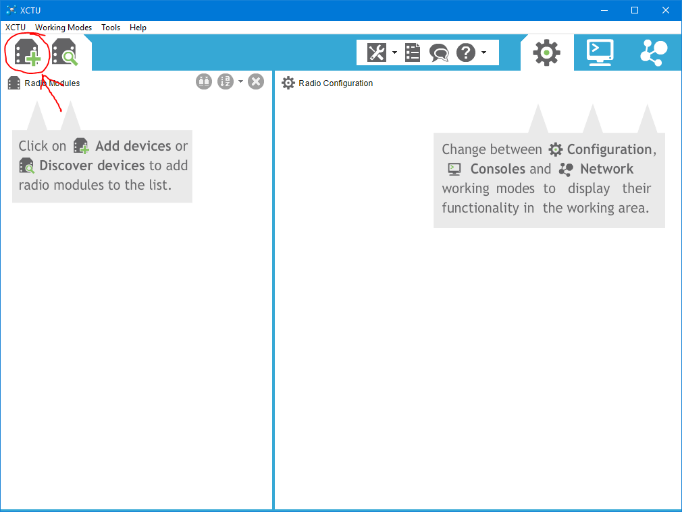 XCTU
XCTU Working Modes Tools Help
Radio Modules
Radio Configuration
Click on Add devices or
Discover devices to add
radio modules to the list.
Change between Configuration,
Consoles and Network
working modes to display their
functionality in the working area.